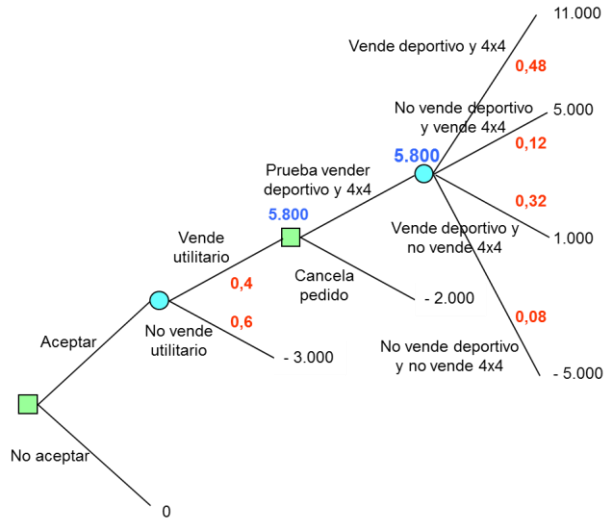 11.000
Vende deportivo y 4x4
0,48
No vende deportivo
y vende 4x4
5.000
0,12
5.800
Prueba vender
deportivo y 4x4
0,32
5.800
Vende deportivo y
no vende 4x4
1.000
Vende
utilitario
Cancela
pedido
0,4
- 2.000
0,08
0,6
No vende
utilitario
Aceptar
- 3.000
No vende deportivo
y no vende 4x4
- 5.000
No aceptar
0